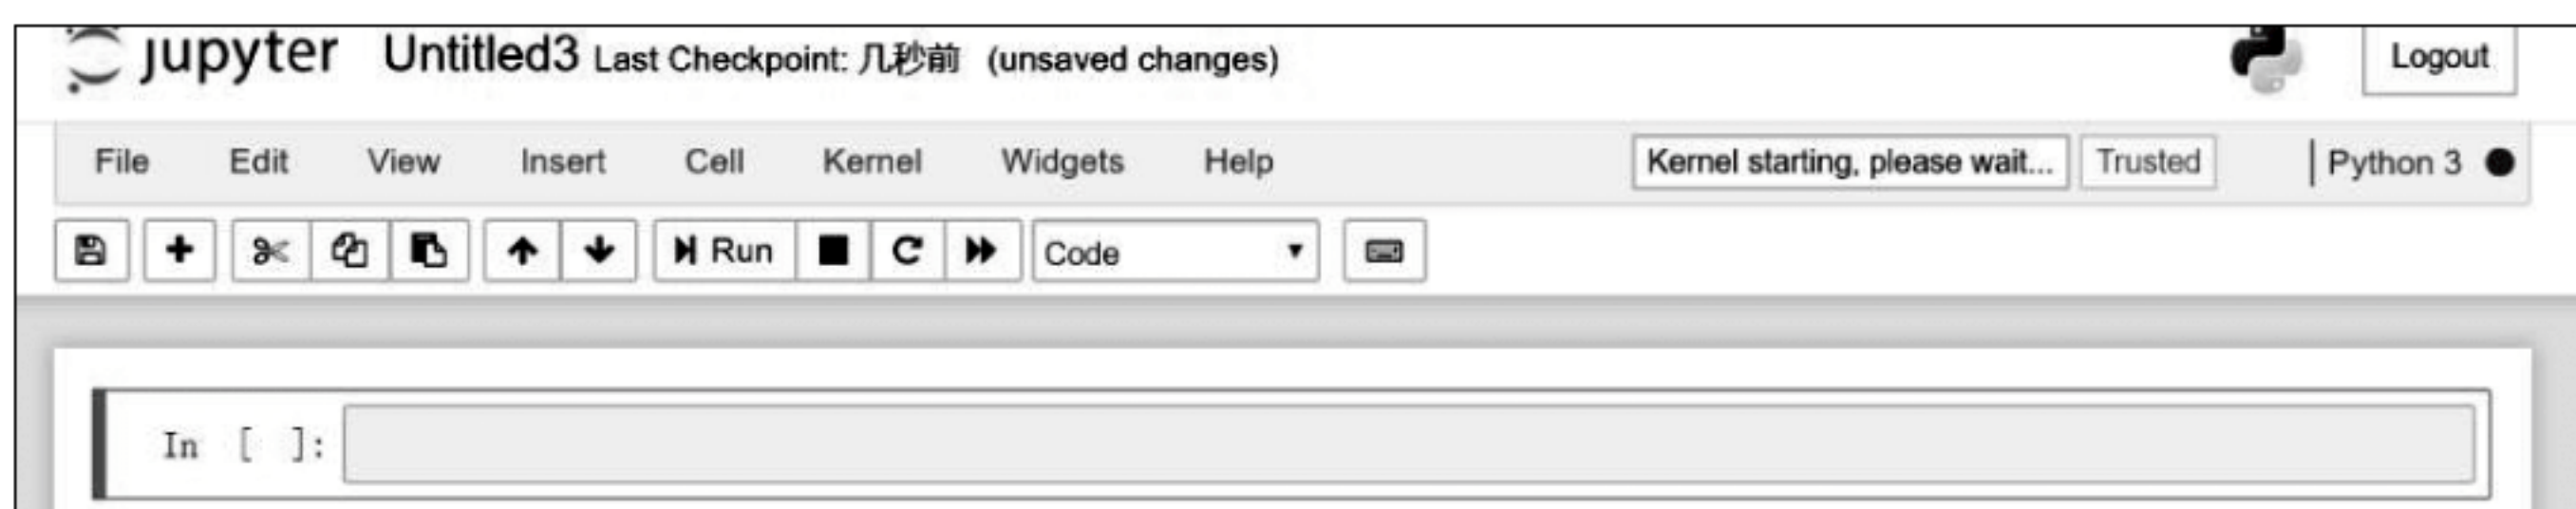 jupyter Untitled3 Last Checkpoint: 几秒前 (unsaved changes) Logout
File Edit View Insert Cell Kernel Widgets Help Kernel starting, please wait... Trusted | Python 3
Run Code
In [ ]: